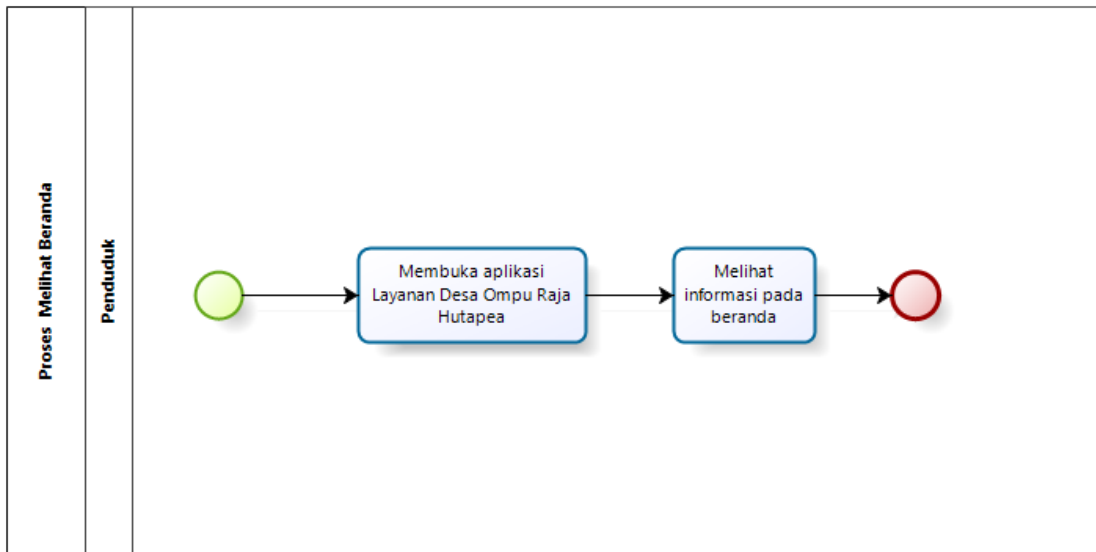 Proses Melihat Beranda
Penduduk
Membuka aplikasi
Layanan Desa Ompu Raja
Hutapea
Melihat
informasi pada
beranda